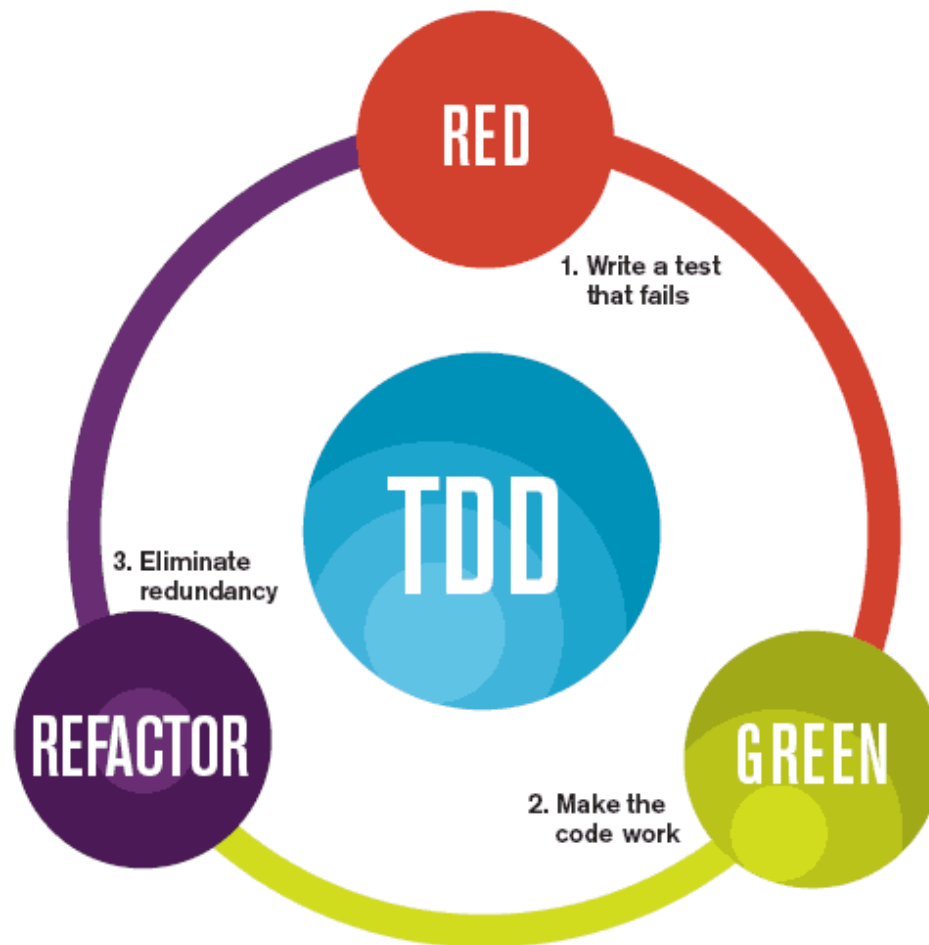 RED
1. Write a test
that fails
TDD
3. Eliminate
redundancy
REFACTOR
GREEN
2. Make the
code work